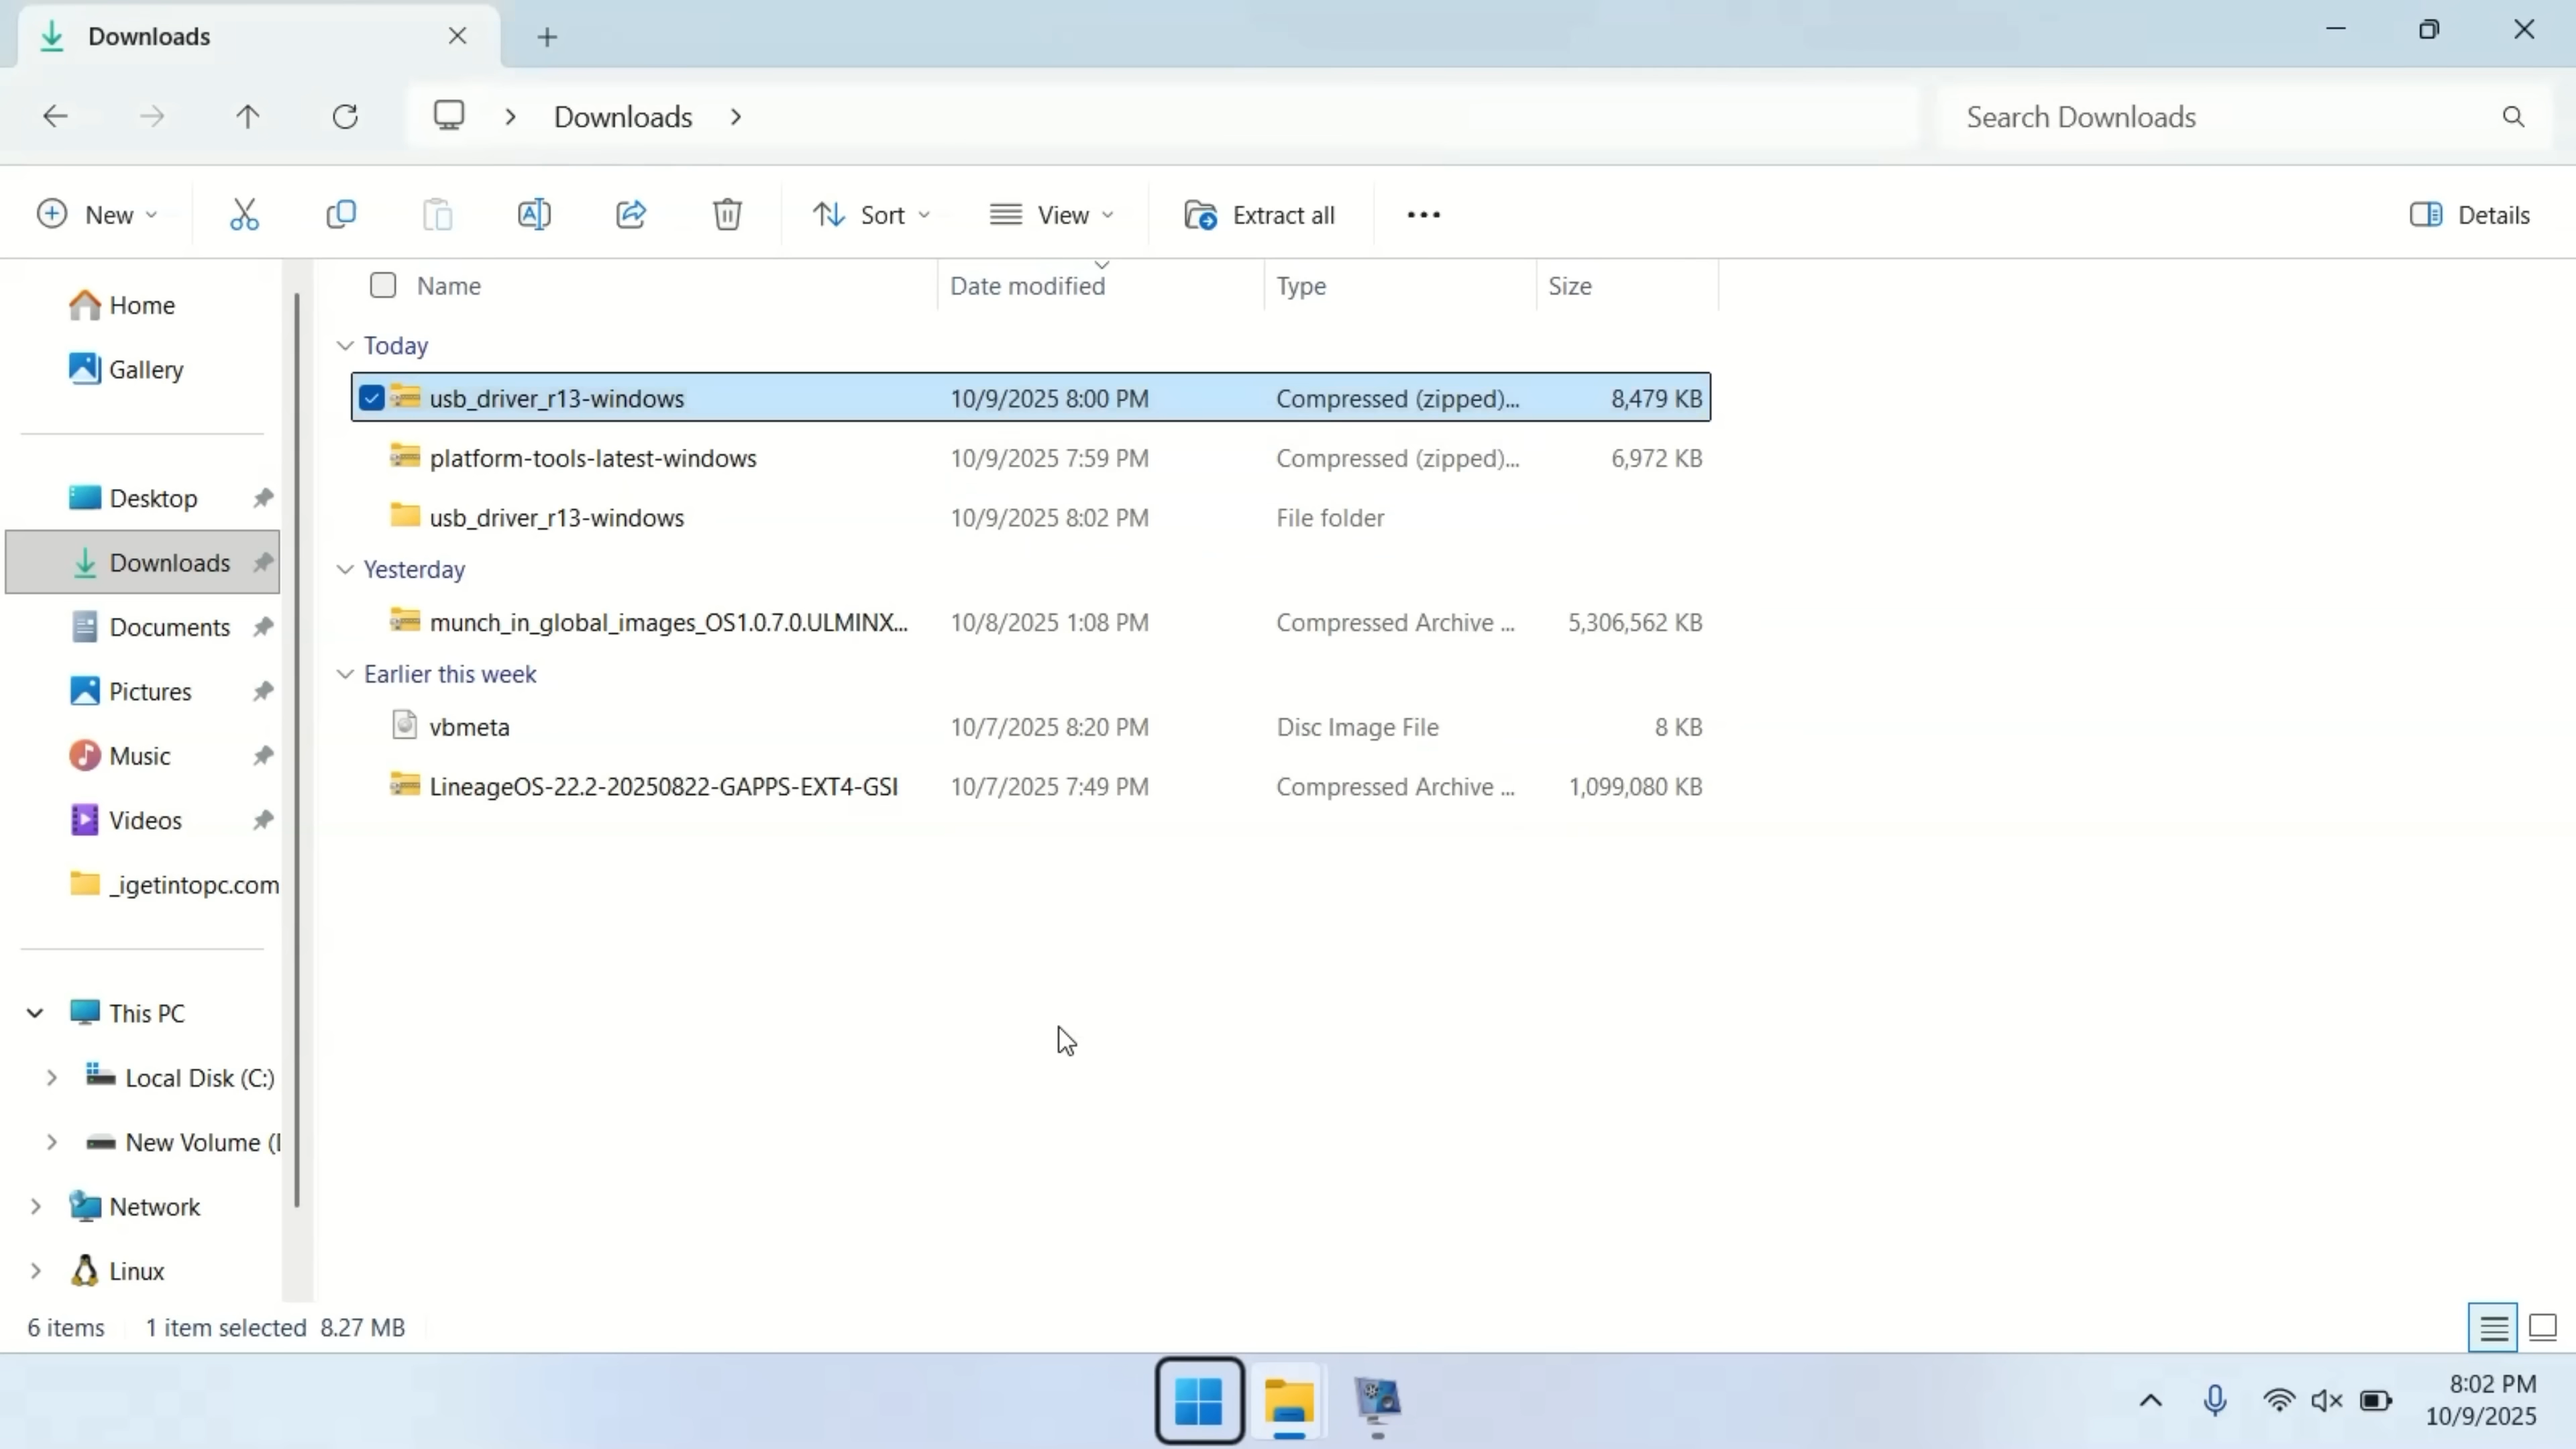 Downloads
Downloads
Search Downloads
New
Sort
View
Extract all
Details
Name Date modified Type Size
Home
Gallery
Desktop
Downloads
Documents
Pictures
Music
Videos
_igetintopc.com
This PC
Local Disk (C:)
New Volume (
Network
Linux
Today
usb_driver_r13-windows 10/9/2025 8:00 PM Compressed (zipped)... 8,479 KB
platform-tools-latest-windows 10/9/2025 7:59 PM Compressed (zipped)... 6,972 KB
usb_driver_r13-windows 10/9/2025 8:02 PM File folder
Yesterday
munch_in_global_images_OS1.0.7.0.ULMINX... 10/8/2025 1:08 PM Compressed Archive ... 5,306,562 KB
Earlier this week
vbmeta 10/7/2025 8:20 PM Disc Image File 8 KB
LineageOS-22.2-20250822-GAPPS-EXT4-GSI 10/7/2025 7:49 PM Compressed Archive ... 1,099,080 KB
6 items 1 item selected 8.27 MB
8:02 PM
10/9/2025